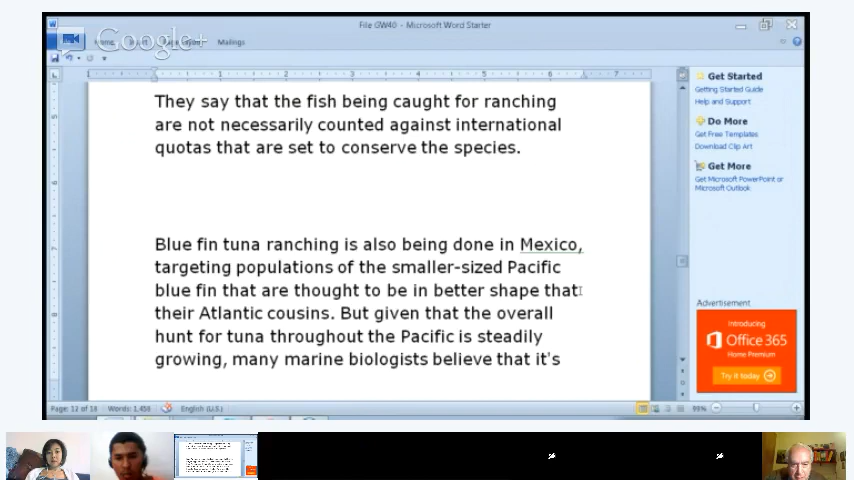 File GW40 - Microsoft Word Starter
Google+
Mailings
They say that the fish being caught for ranching
are not necessarily counted against international
quotas that are set to conserve the species.
Blue fin tuna ranching is also being done in Mexico,
targeting populations of the smaller-sized Pacific
blue fin that are thought to be in better shape that
their Atlantic cousins. But given that the overall
hunt for tuna throughout the Pacific is steadily
growing, many marine biologists believe that it's
Get Started
Getting Started Guide
Help and Support
Do More
Get Free Templates
Download Clip Art
Get More
Get Microsoft PowerPoint or
Microsoft Outlook
Advertisement
Introducing
Office 365
Home Premium
Try it today
Page: 12 of 18
Words: 1,456
English (U.S.)
98%